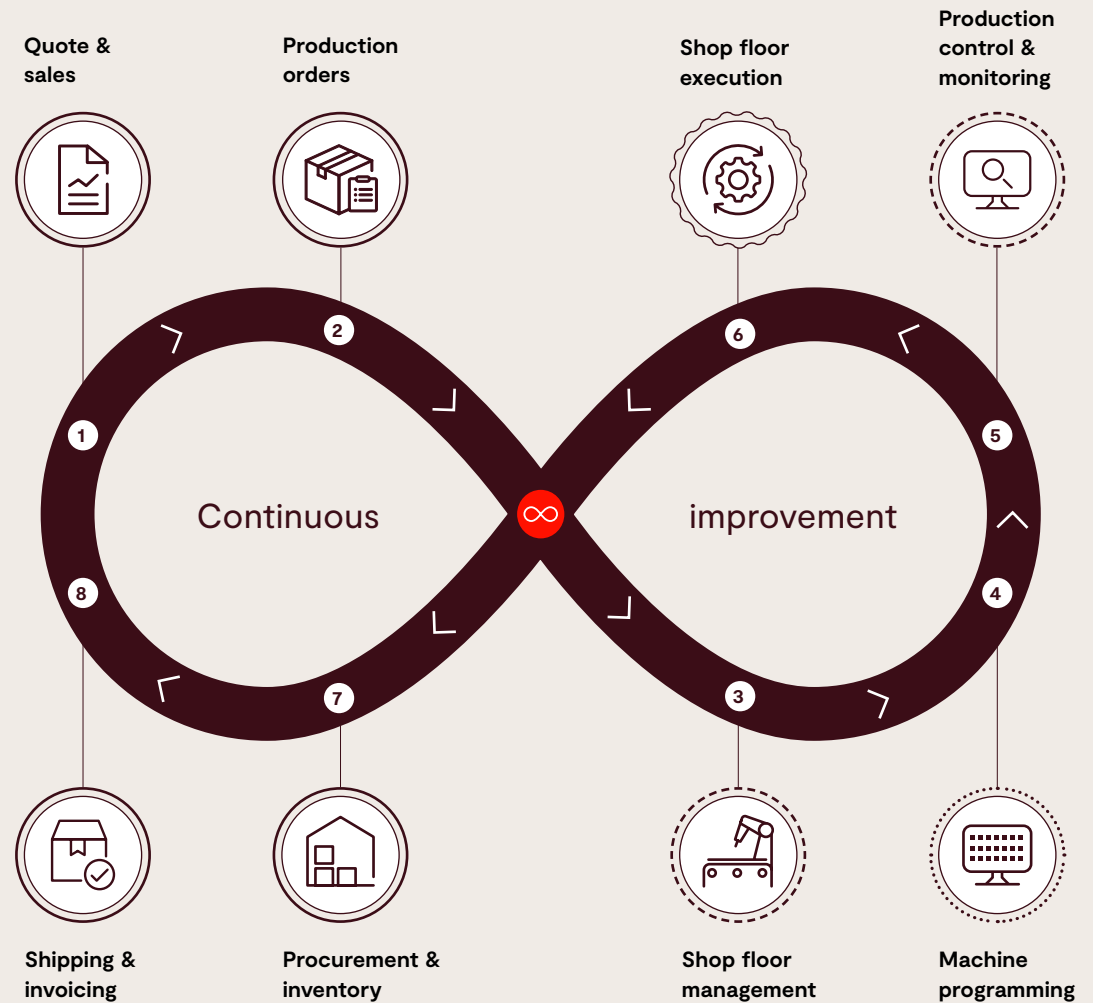 Quote &
sales
Production
orders
Shop floor
execution
Production
control &
monitoring
2
6
1
5
Continuous
improvement
8
4
7
3
Shipping &
invoicing
Procurement &
inventory
Shop floor
management
Machine
programming